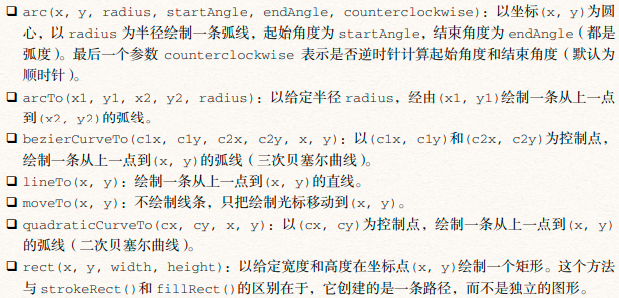 ❑ arc(x, y, radius, startAngle, endAngle, counterclockwise)：以坐标(x, y)为圆
心，以 radius 为半径绘制一条弧线，起始角度为 startAngle，结束角度为 endAngle（都是
弧度）。最后一个参数 counterclockwise 表示是否逆时针计算起始角度和结束角度（默认为
顺时针）。
❑ arcTo(x1, y1, x2, y2, radius)：以给定半径 radius，经由(x1, y1)绘制一条从上一点
到(x2, y2)的弧线。
❑ bezierCurveTo(c1x, c1y, c2x, c2y, x, y)：以(c1x, c1y)和(c2x, c2y)为控制点，
绘制一条从上一点到(x, y)的弧线（三次贝塞尔曲线）。
❑ lineTo(x, y)：绘制一条从上一点到(x, y)的直线。
❑ moveTo(x, y)：不绘制线条，只把绘制光标移动到(x, y)。
❑ quadraticCurveTo(cx, cy, x, y)：以(cx, cy)为控制点，绘制一条从上一点到(x, y)
的弧线（二次贝塞尔曲线）。
❑ rect(x, y, width, height)：以给定宽度和高度在坐标点(x, y)绘制一个矩形。这个方法
与 strokeRect()和 fillRect()的区别在于，它创建的是一条路径，而不是独立的图形。